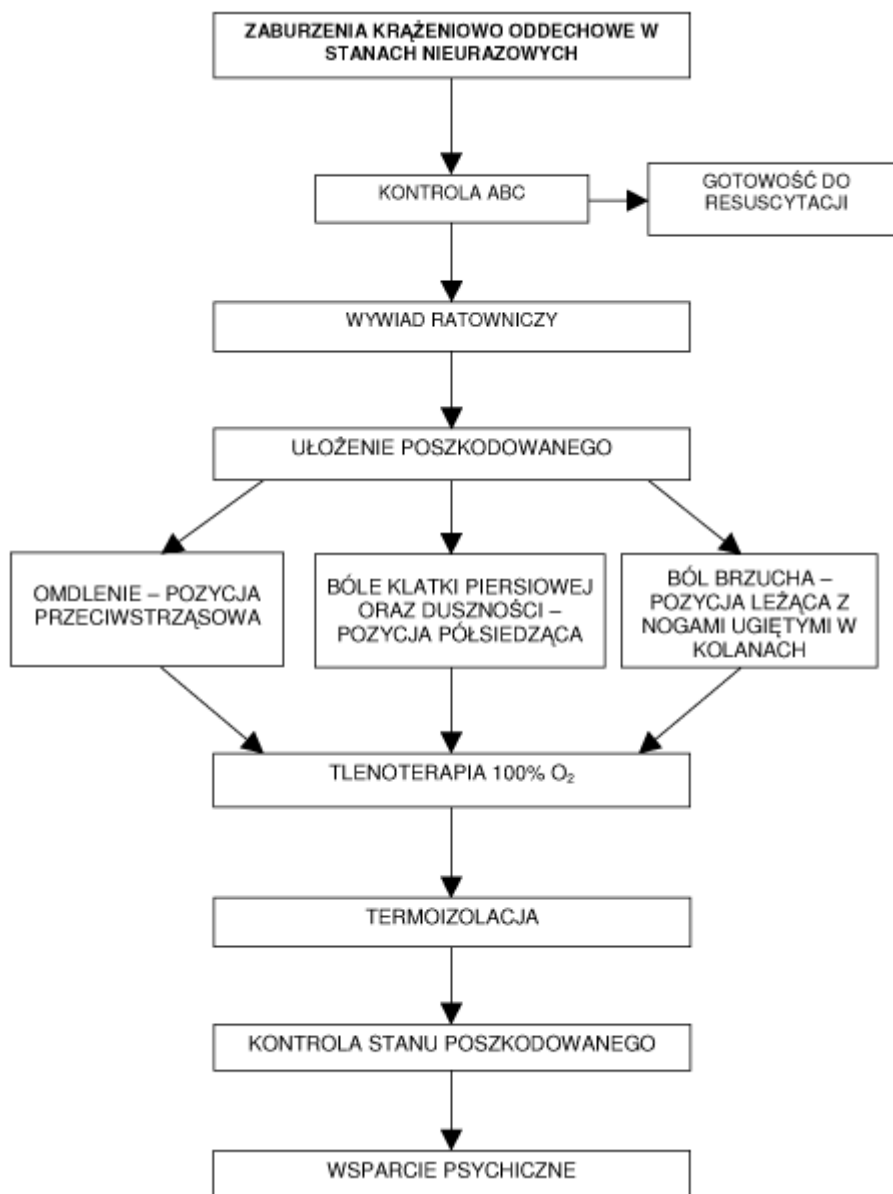 ZABURZENIA KRĄŻENIOWO ODDECHOWE W
STANACH NIEURAZOWYCH
KONTROLA ABC
GOTOWOŚĆ DO
RESUSCYTACJI
WYWIAD RATOWNICZY
UŁOŻENIE POSZKODOWANEGO
OMDLENIE – POZYCJA
PRZECIWSTRZĄSOWA
BÓLE KLATKI PIERSIOWEJ
ORAZ DUSZNOŚCI –
POZYCJA PÓŁSIEDZĄCA
BÓL BRZUCHA –
POZYCJA LEŻĄCA Z
NOGAMI UGIĘTYMI W
KOLANACH
TLENOTERAPIA 100% O₂
TERMOIZOLACJA
KONTROLA STANU POSZKODOWANEGO
WSPARCIE PSYCHICZNE